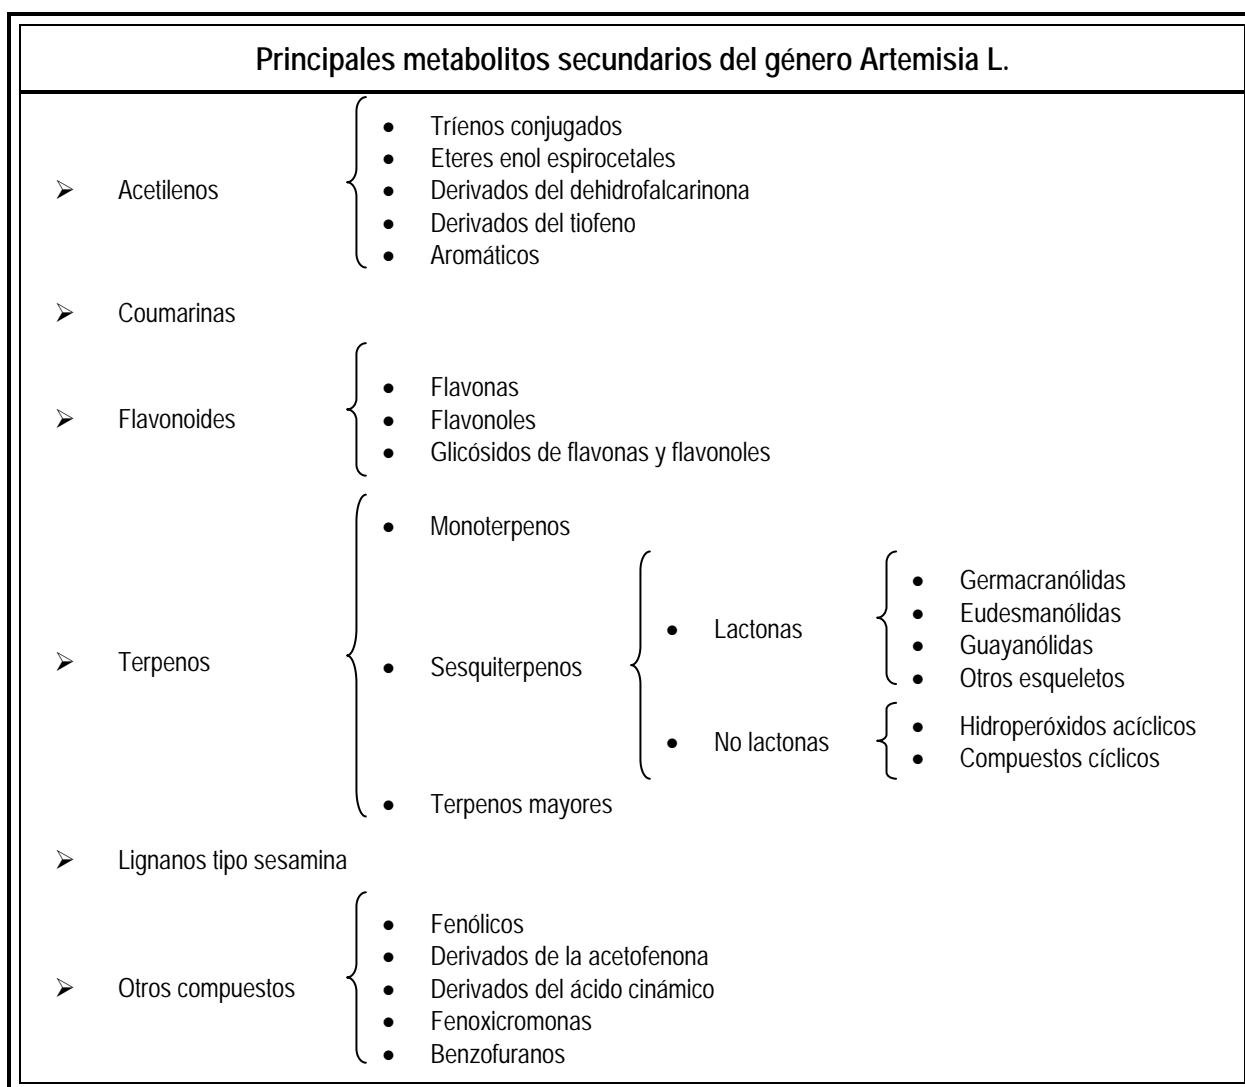 Principales metabolitos secundarios del género Artemisia L.
➢ Acetilenos
• Tríenos conjugados
• Eteres enol espirocetales
• Derivados del dehidrofalcarinona
• Derivados del tiofeno
• Aromáticos
➢ Coumarinas
➢ Flavonoides
• Flavonas
• Flavonoles
• Glicósidos de flavonas y flavonoles
➢ Terpenos
• Monoterpenos
• Sesquiterpenos
• Lactonas
• Germacranólidas
• Eudesmanólidas
• Guayanólidas
• Otros esqueletos
• No lactonas
• Hidroperóxidos acíclicos
• Compuestos cíclicos
• Terpenos mayores
➢ Lignanos tipo sesamina
➢ Otros compuestos
• Fenólicos
• Derivados de la acetofenona
• Derivados del ácido cinámico
• Fenoxicromonas
• Benzofuranos